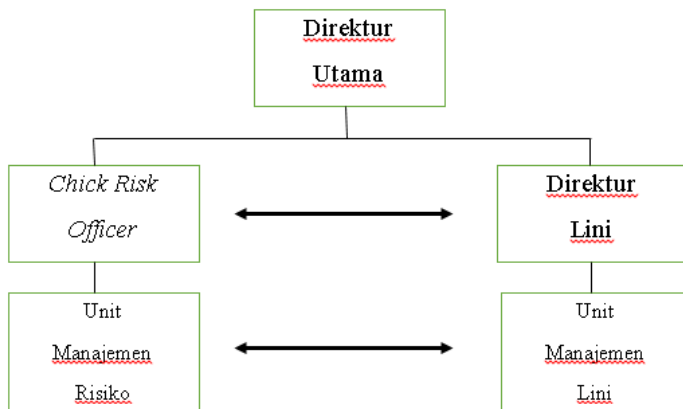 Direktur
Utama
Chick Risk
Officer
Direktur
Lini
Unit
Manajemen
Risiko
Unit
Manajemen
Lini